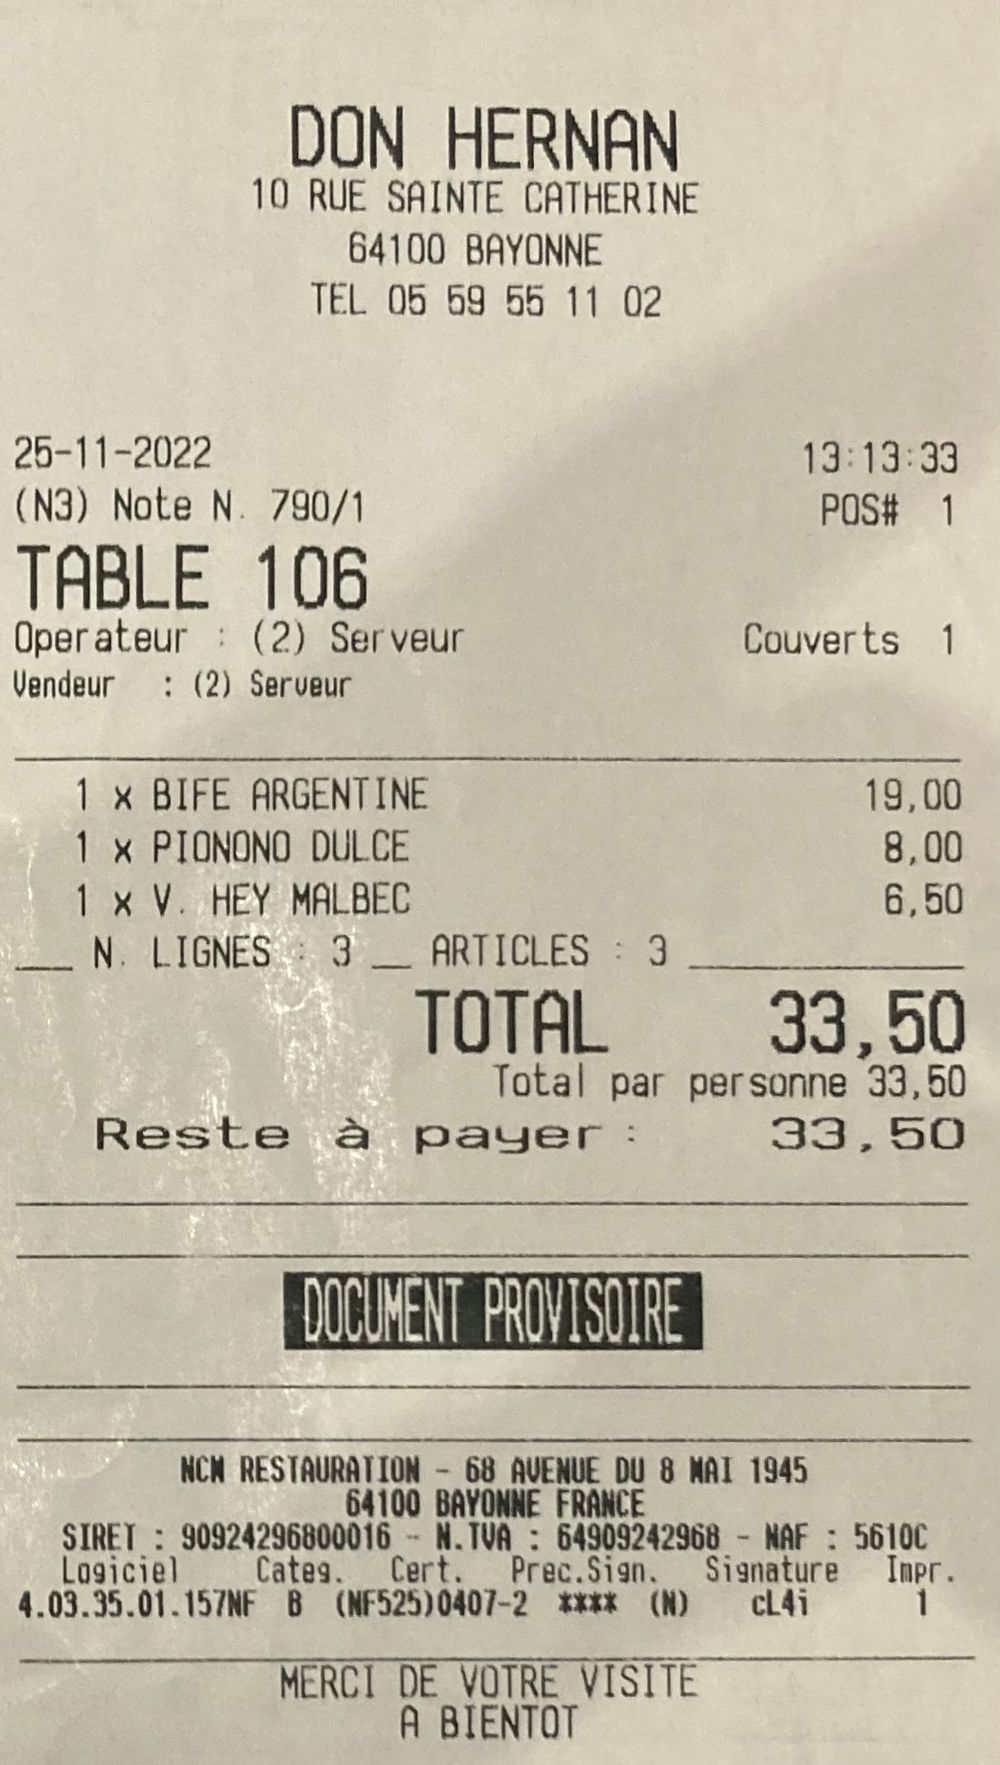 DON HERNAN
10 RUE SAINTE CATHERINE
64100 BAYONNE
TEL 05 59 55 11 02
25-11-2022 13:13:33
(N3) Note N. 790/1 POS# 1
TABLE 106
Operateur : (2) Serveur Couverts 1
Vendeur : (2) Serveur
1 x BIFE ARGENTINE 19,00
1 x PIONONO DULCE 8,00
1 x V. HEY MALBEC 6,50
N. LIGNES : 3 ARTICLES : 3
TOTAL 33,50
Total par personne 33,50
Reste à payer : 33,50
DOCUMENT PROVISOIRE
NCM RESTAURATION - 68 AVENUE DU 8 MAI 1945
64100 BAYONNE FRANCE
SIRET : 90924296800016 - N.TVA : 64909242968 - NAF : 5610C
Logiciel Categ. Cert. Prec.Sign. Signature Impr.
4.03.35.01.157NF B (NF525)0407-2 **** (N) cL4i 1
MERCI DE VOTRE VISITE
A BIENTOT